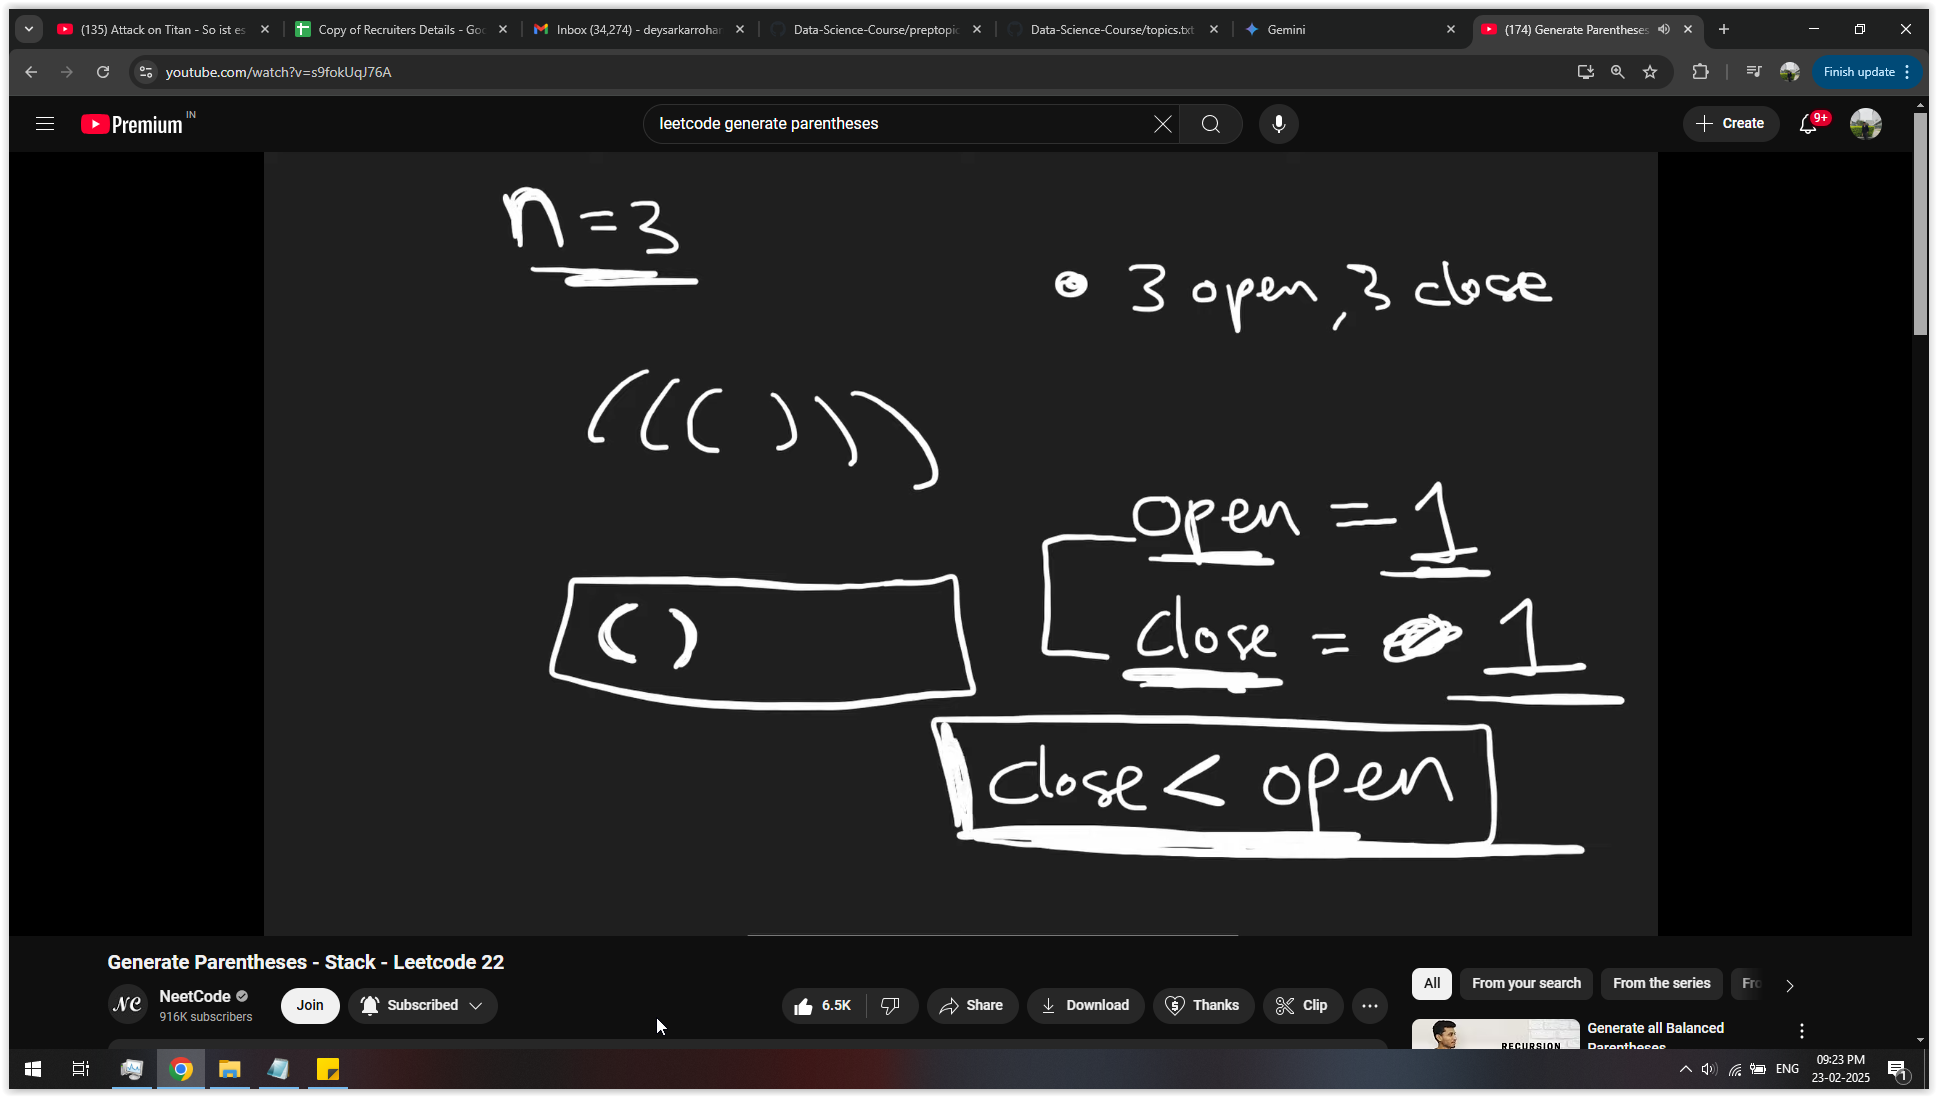 (135) Attack on Titan - So ist es
Copy of Recruiters Details - Goo
Inbox (34,274) - deysarkarrohan
Data-Science-Course/preptopic
Data-Science-Course/topics.txt
Gemini
(174) Generate Parentheses
youtube.com/watch?v=s9fokUqJ76A
Finish update
Premium IN
leetcode generate parentheses
Create
9+
n=3
3 open, 3 close
((()))
open = 1
()
close = 1
close < open
Generate Parentheses - Stack - Leetcode 22
NC
NeetCode
916K subscribers
Join
Subscribed
6.5K
Share
Download
Thanks
Clip
All
From your search
From the series
Fro
Generate all Balanced
Parentheses
RECURSION
ENG
09:23 PM
23-02-2025
1